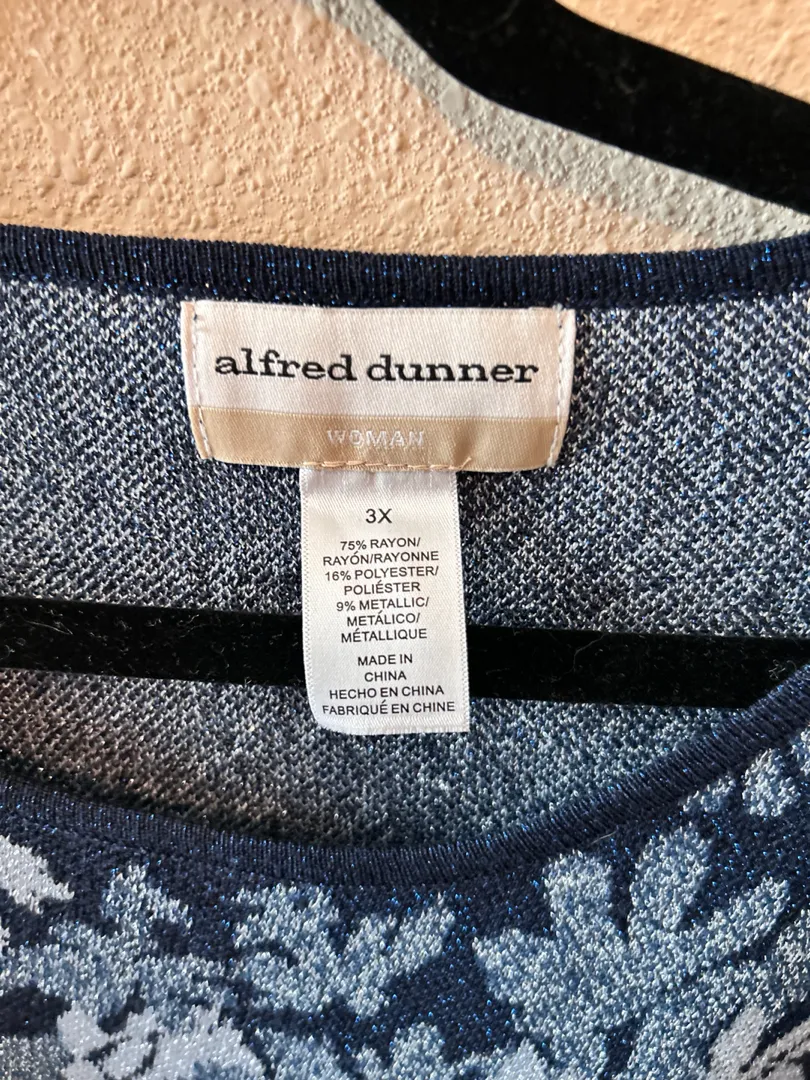 alfred dunner
WOMAN
3X
75% RAYON/
RAYÓN/RAYONNE
16% POLYESTER/
POLIÉSTER
9% METALLIC/
METÁLICO/
MÉTALLIQUE
MADE IN
CHINA
HECHO EN CHINA
FABRIQUÉ EN CHINE